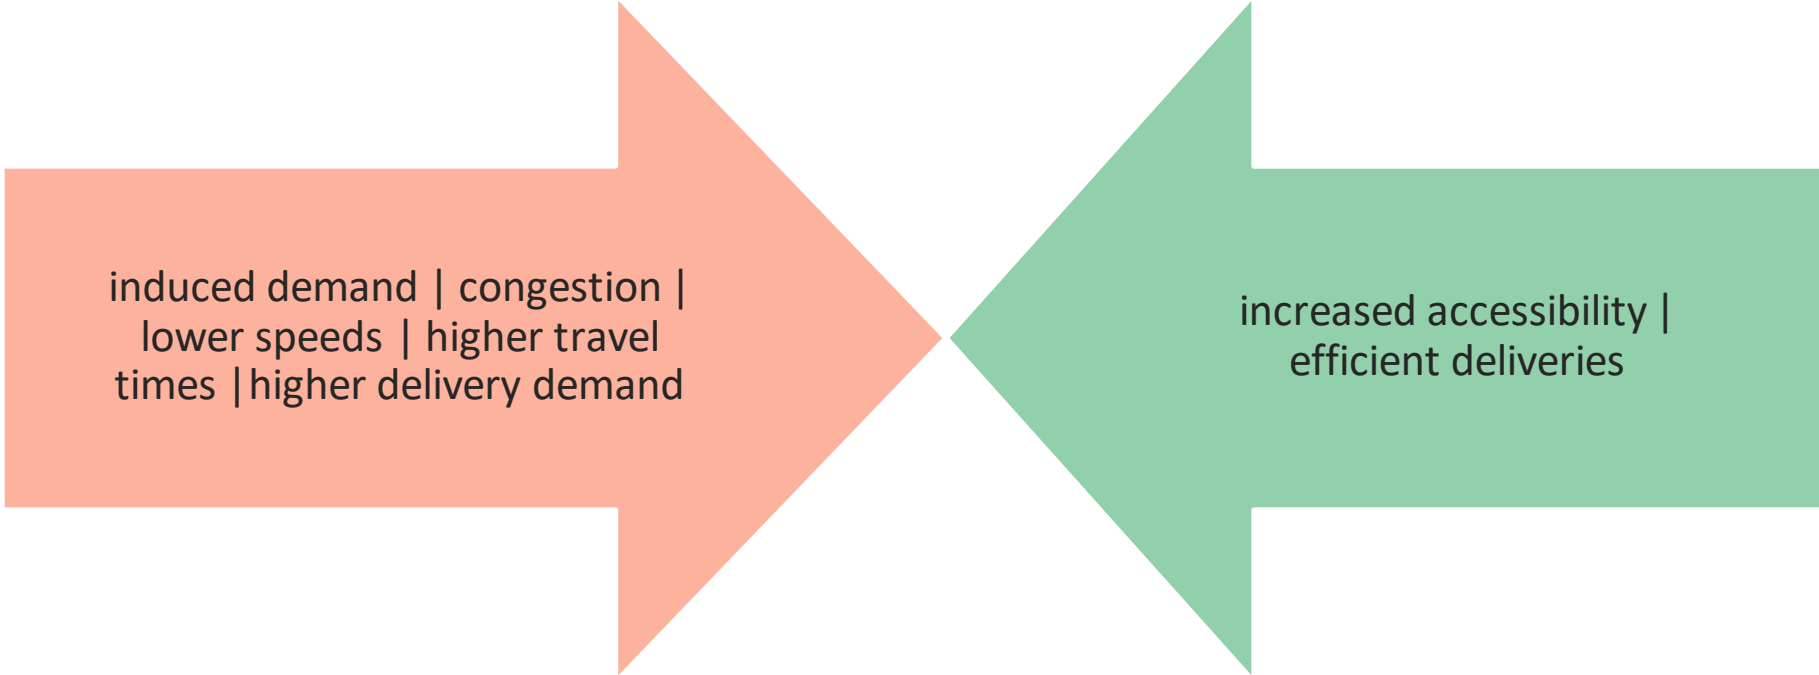 induced demand | congestion |
lower speeds | higher travel
times |higher delivery demand
increased accessibility |
efficient deliveries